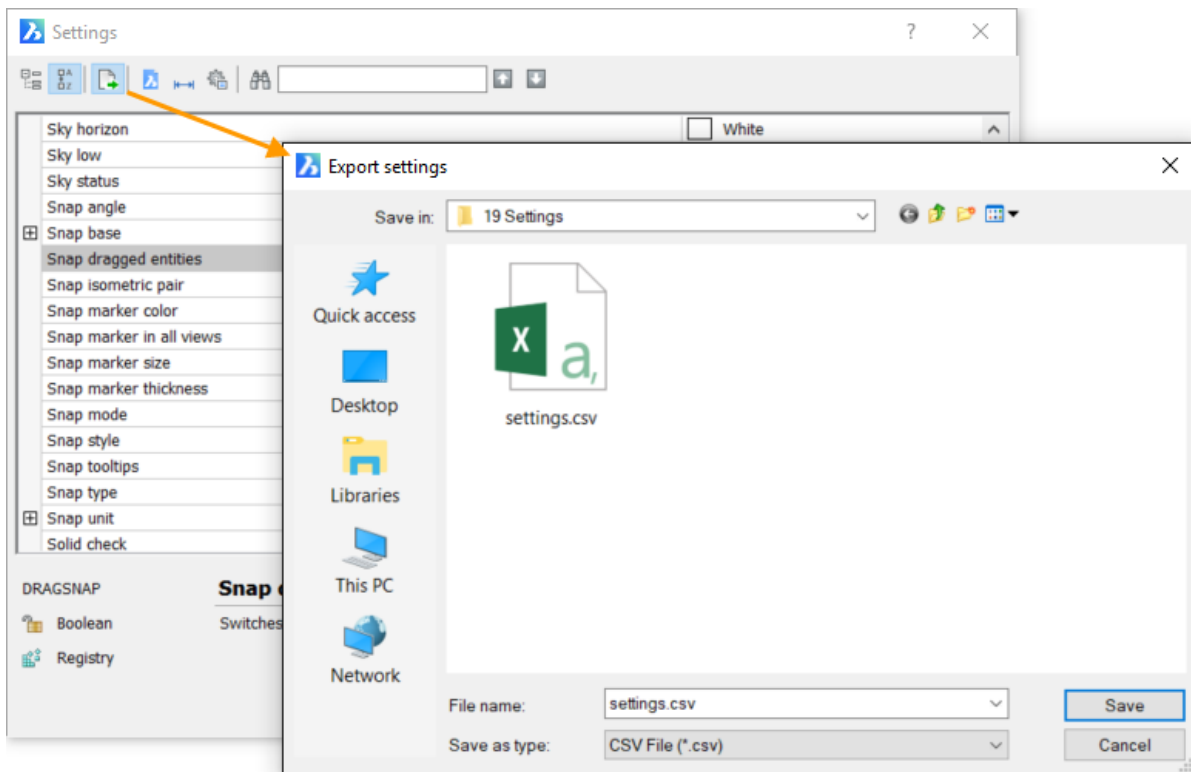 Settings
?
Sky horizon
White
Sky low
Sky status
Snap angle
Snap base
Snap dragged entities
Snap isometric pair
Snap marker color
Snap marker in all views
Snap marker size
Snap marker thickness
Snap mode
Snap style
Snap tooltips
Snap type
Snap unit
Solid check
DRAGSNAP
Snap
Boolean
Switches
Registry
Export settings
Save in:
19 Settings
Quick access
Desktop
Libraries
This PC
Network
X a,
settings.csv
File name:
settings.csv
Save
Save as type:
CSV File (*.csv)
Cancel